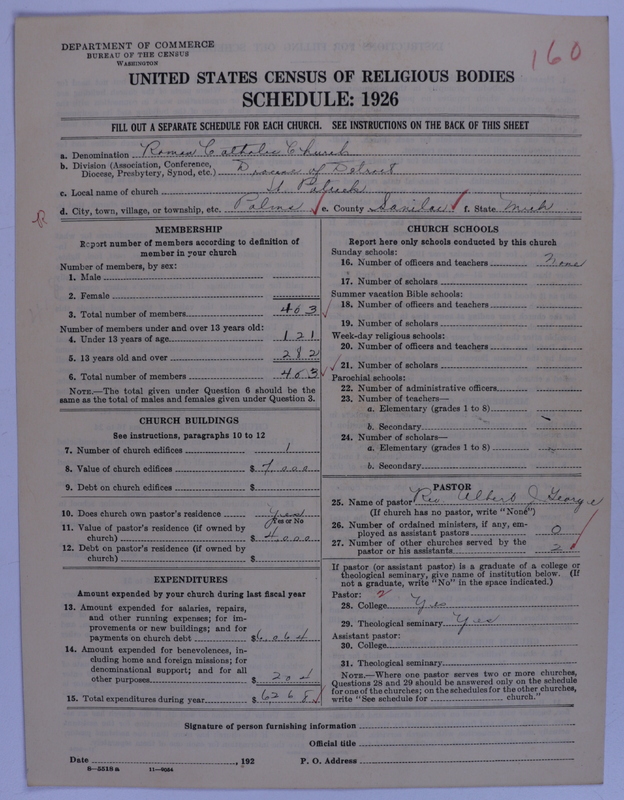 DEPARTMENT OF COMMERCE
BUREAU OF THE CENSUS
WASHINGTON
160
UNITED STATES CENSUS OF RELIGIOUS BODIES
SCHEDULE: 1926
FILL OUT A SEPARATE SCHEDULE FOR EACH CHURCH. SEE INSTRUCTIONS ON THE BACK OF THIS SHEET
a. Denomination Roman Catholic Church
b. Division (Association, Conference, Diocese, Presbytery, Synod, etc.) Diocese of Detroit
c. Local name of church St. Patrick
d. City, town, village, or township, etc. Palms e. County Sanilac f. State Mich
MEMBERSHIP
Report number of members according to definition of
member in your church
Number of members, by sex:
1. Male
2. Female
3. Total number of members 403
Number of members under and over 13 years old:
4. Under 13 years of age 121
5. 13 years old and over 282
6. Total number of members 403
NOTE.—The total given under Question 6 should be the
same as the total of males and females given under Question 3.
CHURCH BUILDINGS
See instructions, paragraphs 10 to 12
7. Number of church edifices 1
8. Value of church edifices $ 7000
9. Debt on church edifices $
10. Does church own pastor's residence Yes
Yes or No
11. Value of pastor's residence (if owned by
church) $ 4000
12. Debt on pastor's residence (if owned by
church) $
EXPENDITURES
Amount expended by your church during last fiscal year
13. Amount expended for salaries, repairs,
and other running expenses; for im-
provements or new buildings; and for
payments on church debt $ 6064
14. Amount expended for benevolences, in-
cluding home and foreign missions; for
denominational support; and for all
other purposes $ 204
15. Total expenditures during year $ 6268
CHURCH SCHOOLS
Report here only schools conducted by this church
Sunday schools:
16. Number of officers and teachers None
17. Number of scholars
Summer vacation Bible schools:
18. Number of officers and teachers
19. Number of scholars
Week-day religious schools:
20. Number of officers and teachers
21. Number of scholars
Parochial schools:
22. Number of administrative officers
23. Number of teachers—
a. Elementary (grades 1 to 8)
b. Secondary
24. Number of scholars—
a. Elementary (grades 1 to 8)
b. Secondary
PASTOR
25. Name of pastor Rev Albert J George
(If church has no pastor, write "None")
26. Number of ordained ministers, if any, em-
ployed as assistant pastors 0
27. Number of other churches served by the
pastor or his assistants 2
If pastor (or assistant pastor) is a graduate of a college or
theological seminary, give name of institution below. (If
not a graduate, write "No" in the space indicated.)
Pastor: 2
28. College Yes
29. Theological seminary Yes
Assistant pastor:
30. College
31. Theological seminary
NOTE.—Where one pastor serves two or more churches,
Questions 28 and 29 should be answered only on the schedule
for one of the churches; on the schedules for the other churches,
write "See schedule for church."
Signature of person furnishing information
Official title
Date , 192 P. O. Address
8—5518a 11—9054